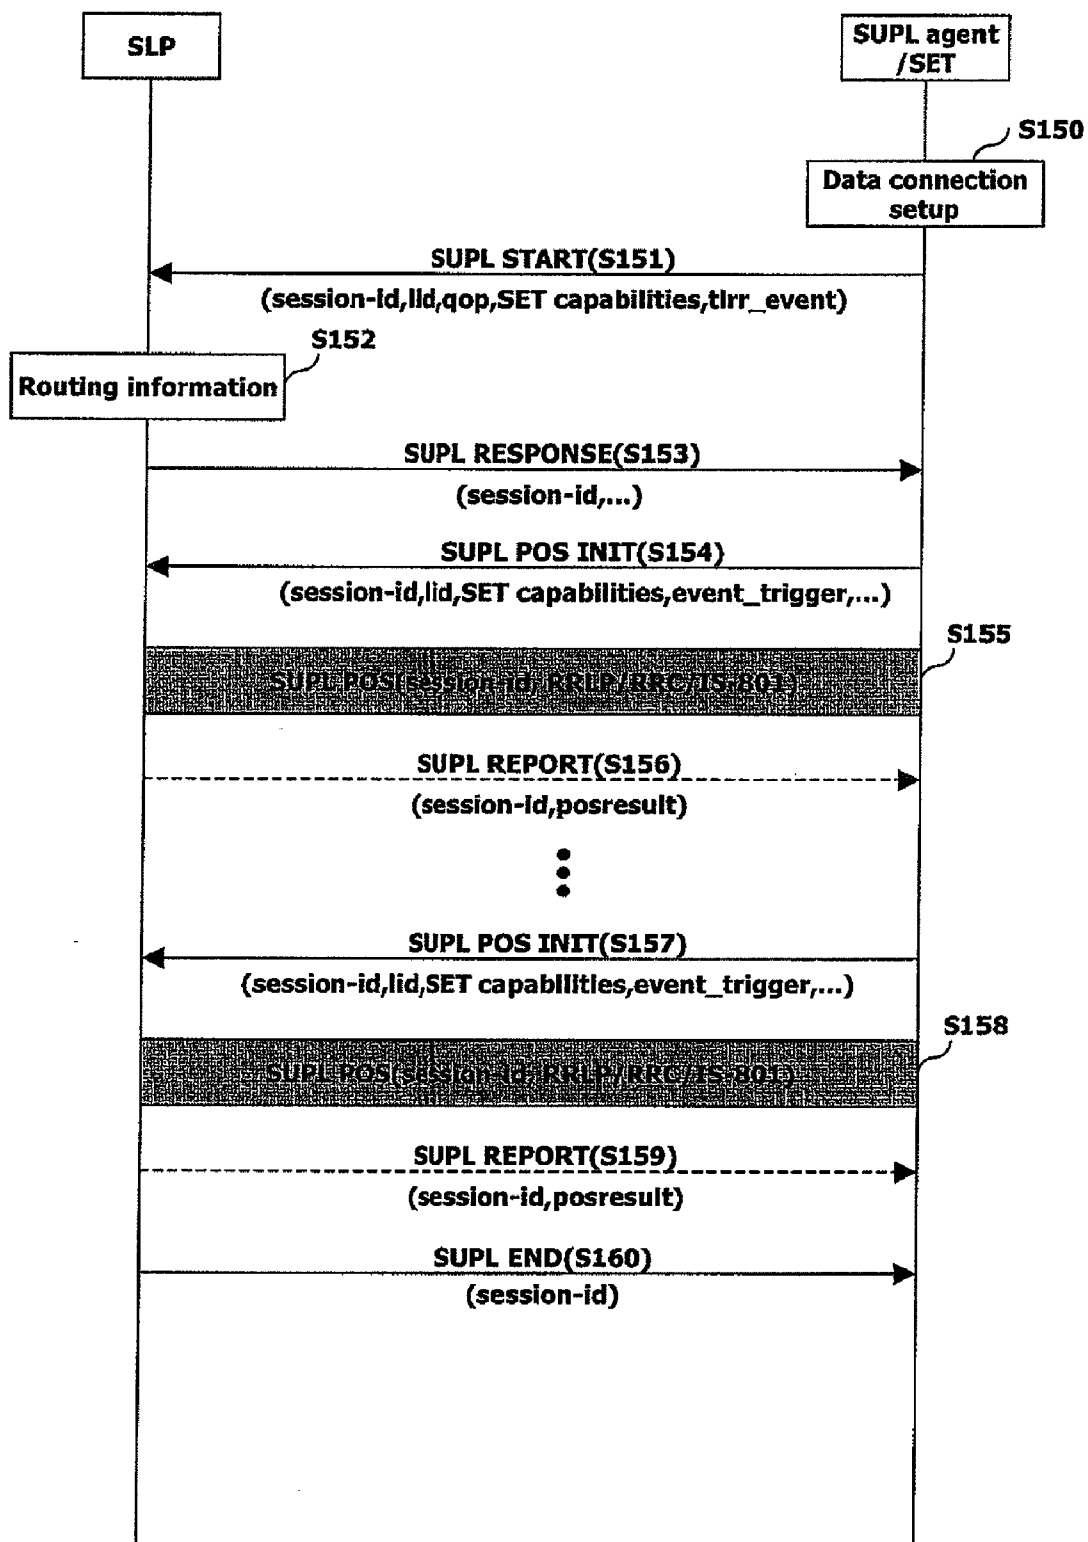 SLP
SUPL agent
/SET
S150
Data connection
setup
SUPL START(S151)
(session-id,lid,qop,SET capabilities,tlrr_event)
S152
Routing information
SUPL RESPONSE(S153)
(session-id,...)
SUPL POS INIT(S154)
(session-id,lid,SET capabilities,event_trigger,...)
S155
SUPL POS(session-id, RRLP/RRC/IS-801)
SUPL REPORT(S156)
(session-id,posresult)
SUPL POS INIT(S157)
(session-id,lid,SET capabilities,event_trigger,...)
S158
SUPL POS(session-id, RRLP/RRC/IS-801)
SUPL REPORT(S159)
(session-id,posresult)
SUPL END(S160)
(session-id)